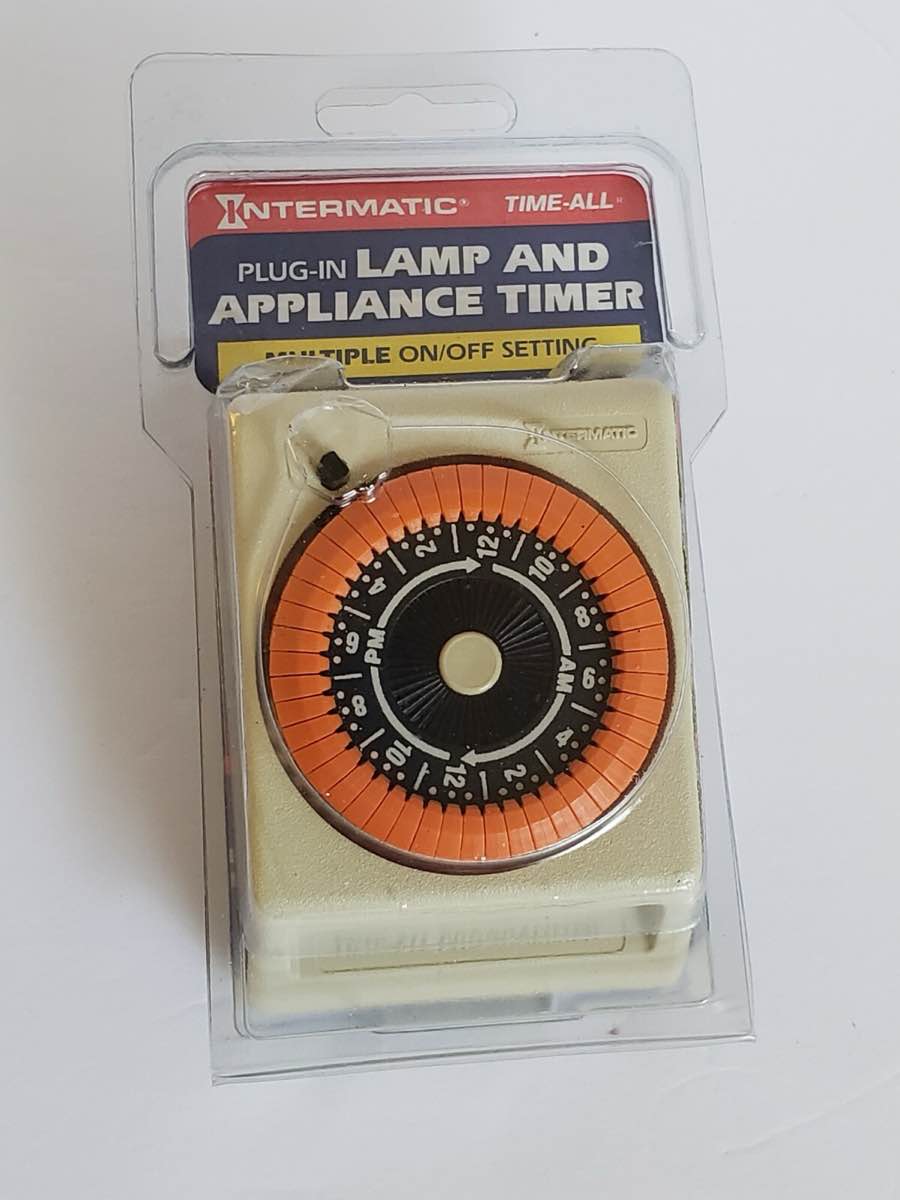 INTERMATIC® TIME-ALL®
PLUG-IN LAMP AND
APPLIANCE TIMER
MULTIPLE ON/OFF SETTING
INTERMATIC
12
10
8
6
4
2
12
10
8
6
4
2
AM
PM